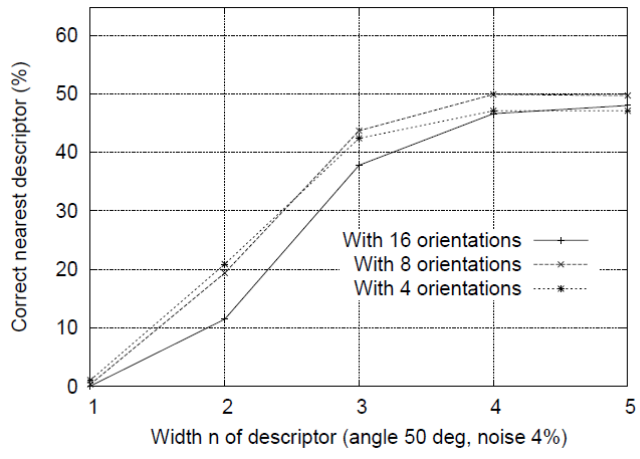 60
50
40
30
20
10
0
Correct nearest descriptor (%)
With 16 orientations
With 8 orientations
With 4 orientations
1 2 3 4 5
Width n of descriptor (angle 50 deg, noise 4%)